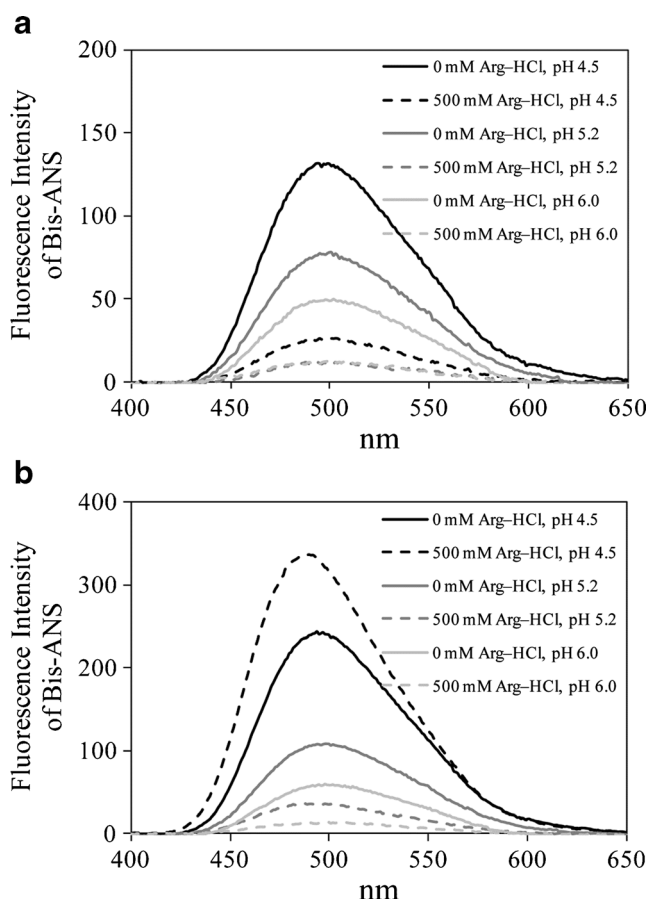 a
200
150
100
50
0
Fluorescence Intensity
of Bis-ANS
0 mM Arg–HCl, pH 4.5
500 mM Arg–HCl, pH 4.5
0 mM Arg–HCl, pH 5.2
500 mM Arg–HCl, pH 5.2
0 mM Arg–HCl, pH 6.0
500 mM Arg–HCl, pH 6.0
400 450 500 550 600 650
nm
b
400
300
200
100
0
Fluorescence Intensity
of Bis-ANS
0 mM Arg–HCl, pH 4.5
500 mM Arg–HCl, pH 4.5
0 mM Arg–HCl, pH 5.2
500 mM Arg–HCl, pH 5.2
0 mM Arg–HCl, pH 6.0
500 mM Arg–HCl, pH 6.0
400 450 500 550 600 650
nm